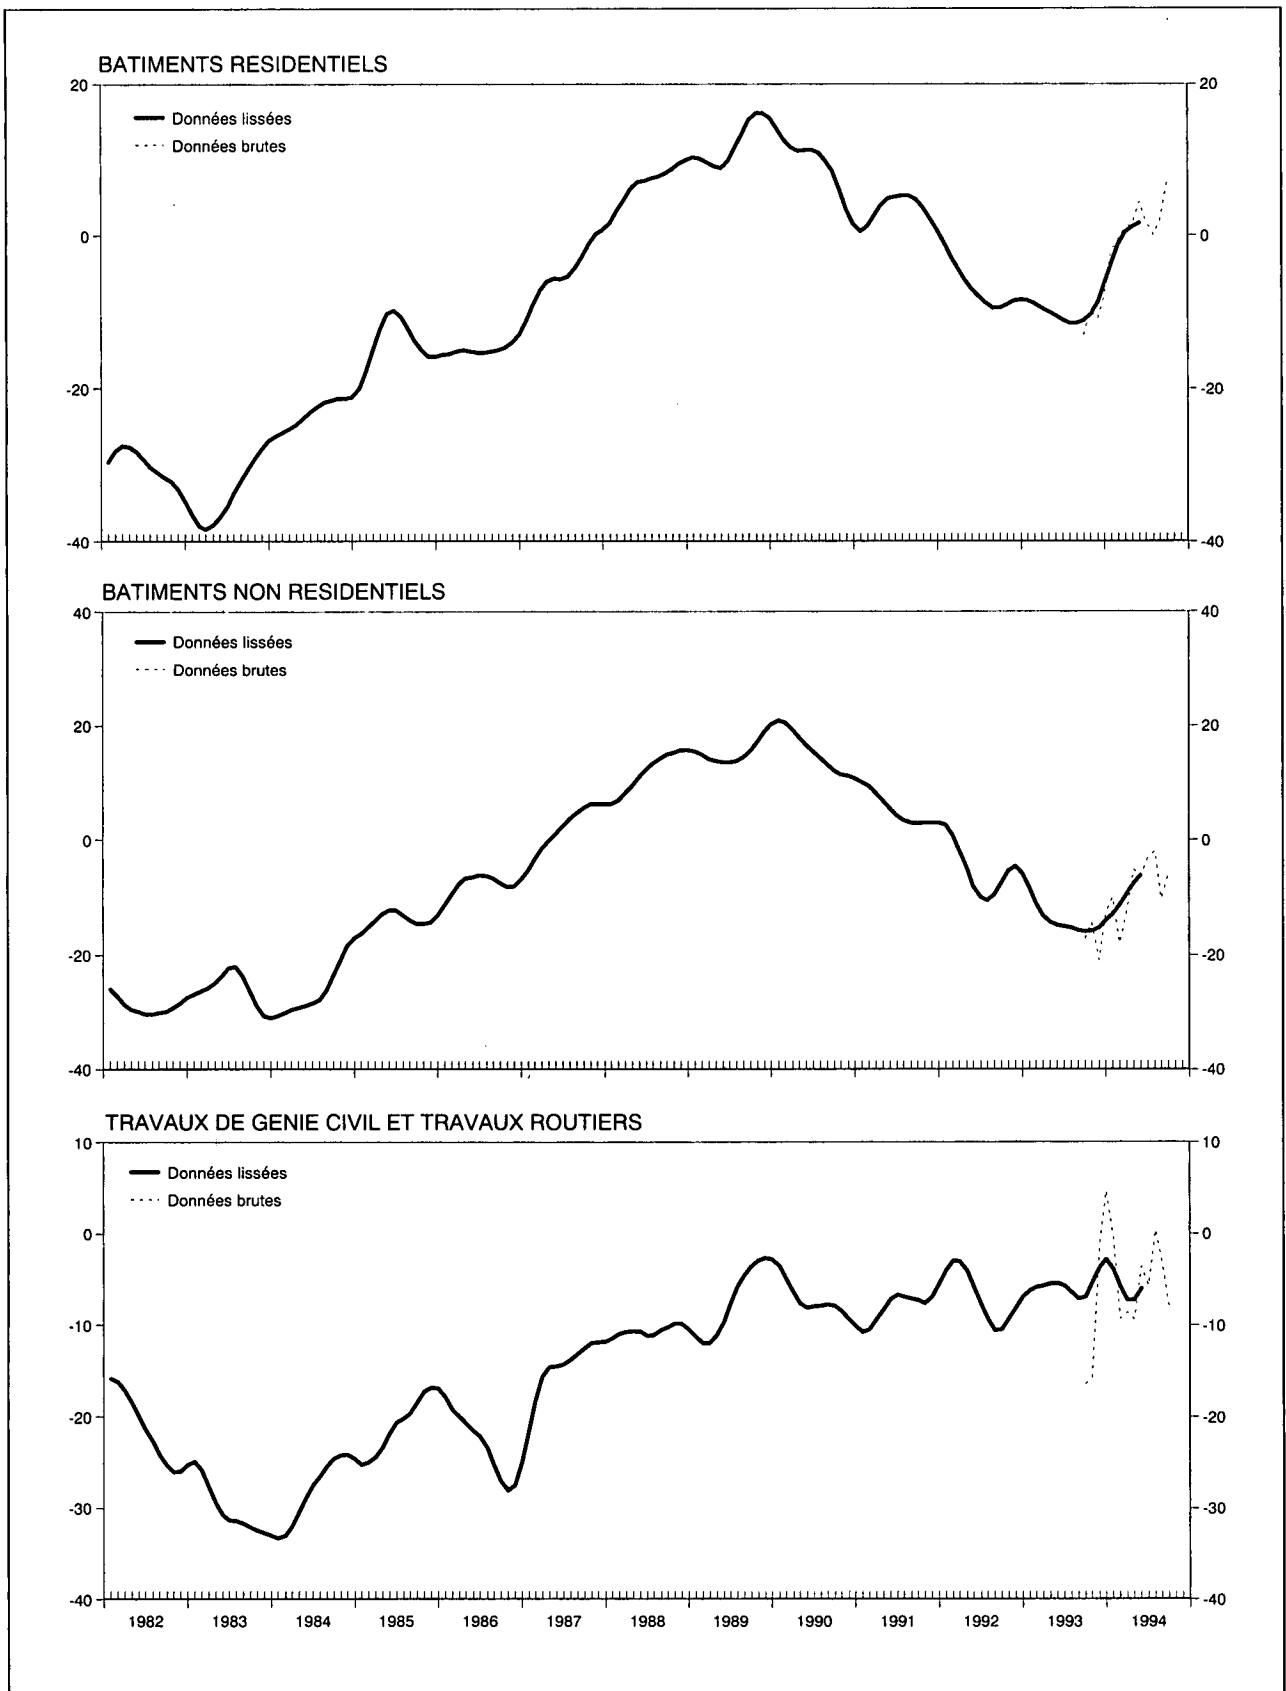 BATIMENTS RESIDENTIELS
20 20
Données lissées
Données brutes
0 0
-20 -20
-40 -40
BATIMENTS NON RESIDENTIELS
40 40
Données lissées
Données brutes
20 20
0 0
-20 -20
-40 -40
TRAVAUX DE GENIE CIVIL ET TRAVAUX ROUTIERS
10 10
Données lissées
Données brutes
0 0
-10 -10
-20 -20
-30 -30
-40 -40
1982 1983 1984 1985 1986 1987 1988 1989 1990 1991 1992 1993 1994